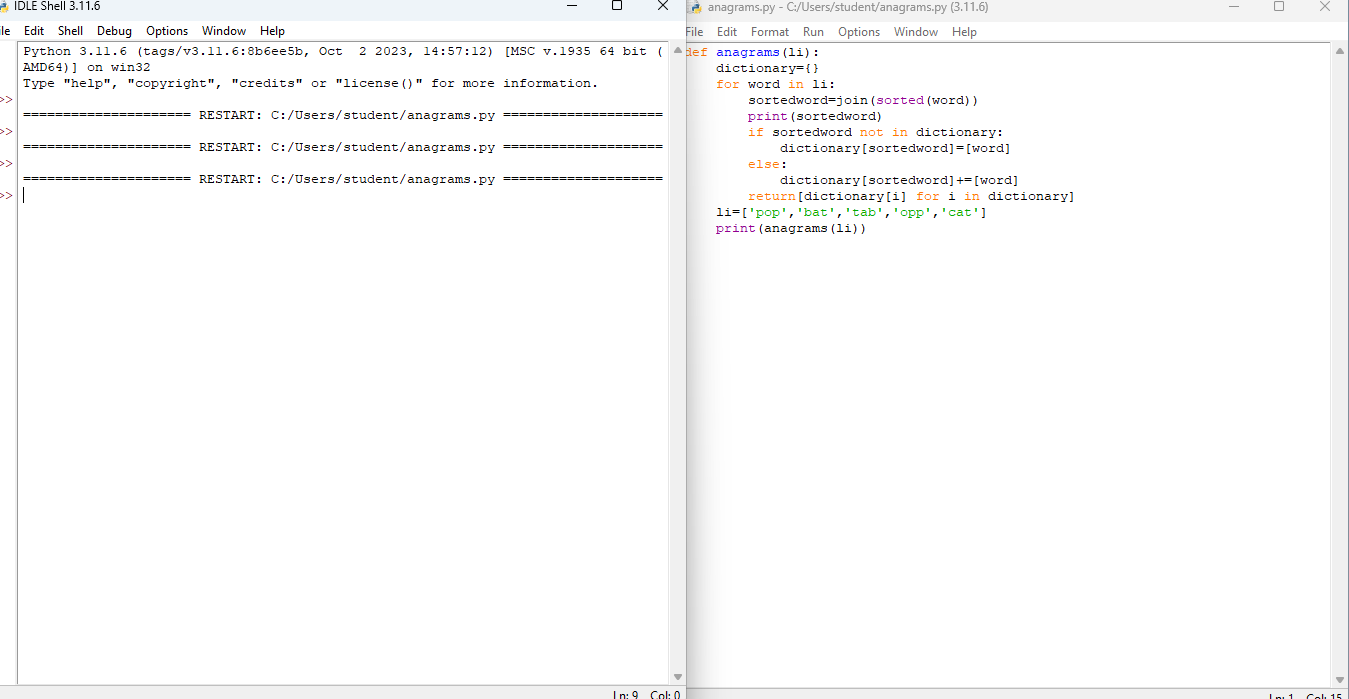 IDLE Shell 3.11.6
le Edit Shell Debug Options Window Help
Python 3.11.6 (tags/v3.11.6:8b6ee5b, Oct  2 2023, 14:57:12) [MSC v.1935 64 bit (
AMD64)] on win32
Type "help", "copyright", "credits" or "license()" for more information.
>>
===================== RESTART: C:/Users/student/anagrams.py ====================
>>
===================== RESTART: C:/Users/student/anagrams.py ====================
>>
===================== RESTART: C:/Users/student/anagrams.py ====================
>>
Ln: 9 Col: 0
anagrams.py - C:/Users/student/anagrams.py (3.11.6)
File Edit Format Run Options Window Help
def anagrams(li):
    dictionary={}
    for word in li:
        sortedword=join(sorted(word))
        print(sortedword)
        if sortedword not in dictionary:
            dictionary[sortedword]=[word]
        else:
            dictionary[sortedword]+=[word]
        return[dictionary[i] for i in dictionary]
    li=['pop','bat','tab','opp','cat']
    print(anagrams(li))
Ln: 1 Col: 15